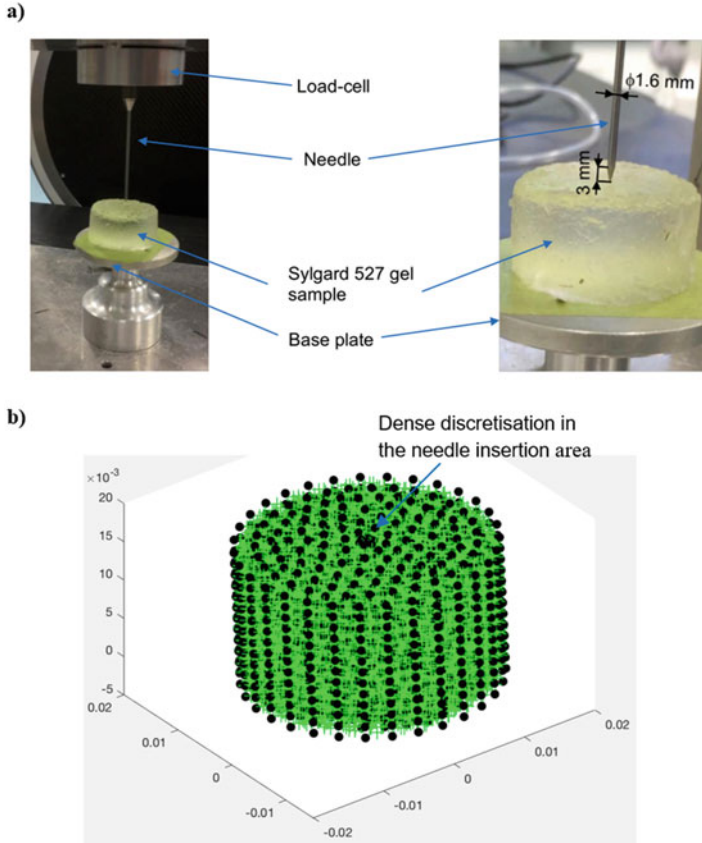 a)
Load-cell
ϕ1.6 mm
Needle
3 mm
Sylgard 527 gel
sample
Base plate
b)
Dense discretisation in
the needle insertion area
×10⁻³
20
15
10
5
0
-5
0.02
0.01
0
-0.01
-0.02
-0.01
0
0.01
0.02